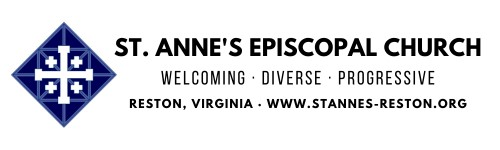 ST. ANNE'S EPISCOPAL CHURCH
WELCOMING · DIVERSE · PROGRESSIVE
RESTON, VIRGINIA · WWW.STANNES-RESTON.ORG